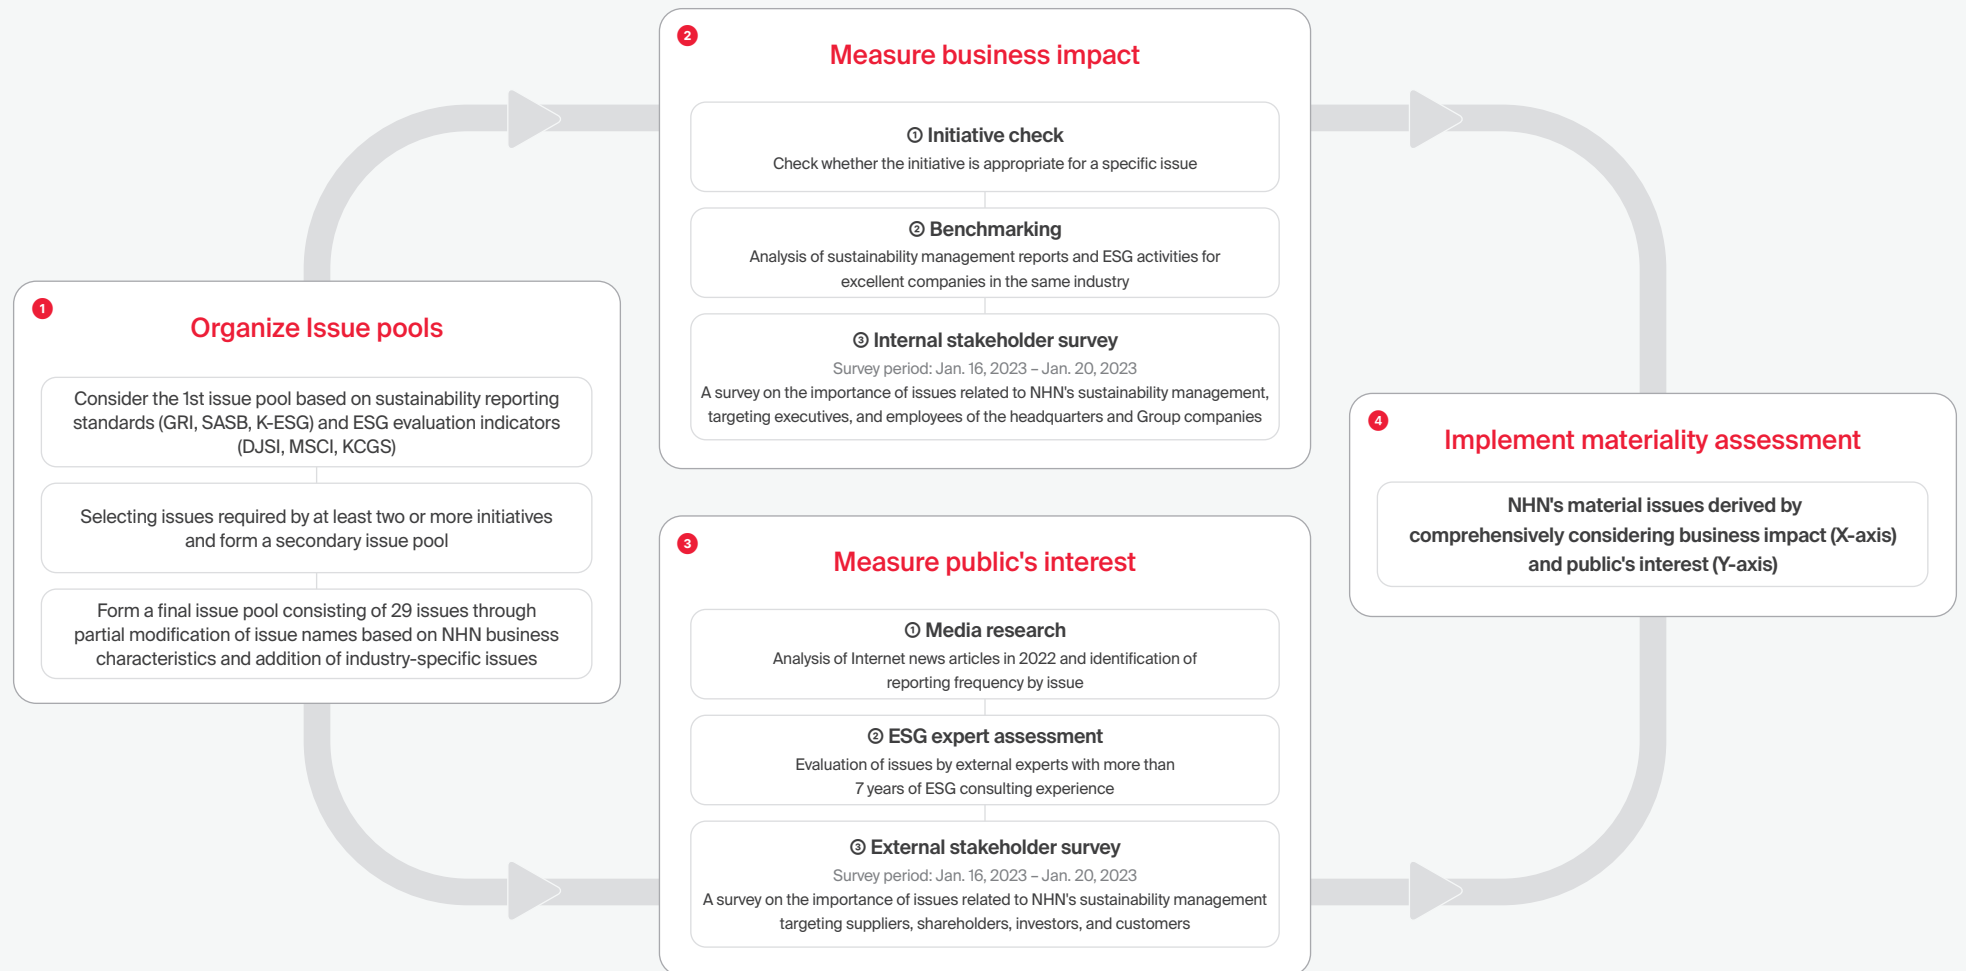 1
Organize Issue pools
Consider the 1st issue pool based on sustainability reporting
standards (GRI, SASB, K-ESG) and ESG evaluation indicators
(DJSI, MSCI, KCGS)
Selecting issues required by at least two or more initiatives
and form a secondary issue pool
Form a final issue pool consisting of 29 issues through
partial modification of issue names based on NHN business
characteristics and addition of industry-specific issues
2
Measure business impact
① Initiative check
Check whether the initiative is appropriate for a specific issue
② Benchmarking
Analysis of sustainability management reports and ESG activities for
excellent companies in the same industry
③ Internal stakeholder survey
Survey period: Jan. 16, 2023 – Jan. 20, 2023
A survey on the importance of issues related to NHN's sustainability management,
targeting executives, and employees of the headquarters and Group companies
3
Measure public's interest
① Media research
Analysis of Internet news articles in 2022 and identification of
reporting frequency by issue
② ESG expert assessment
Evaluation of issues by external experts with more than
7 years of ESG consulting experience
③ External stakeholder survey
Survey period: Jan. 16, 2023 – Jan. 20, 2023
A survey on the importance of issues related to NHN's sustainability management
targeting suppliers, shareholders, investors, and customers
4
Implement materiality assessment
NHN's material issues derived by
comprehensively considering business impact (X-axis)
and public's interest (Y-axis)